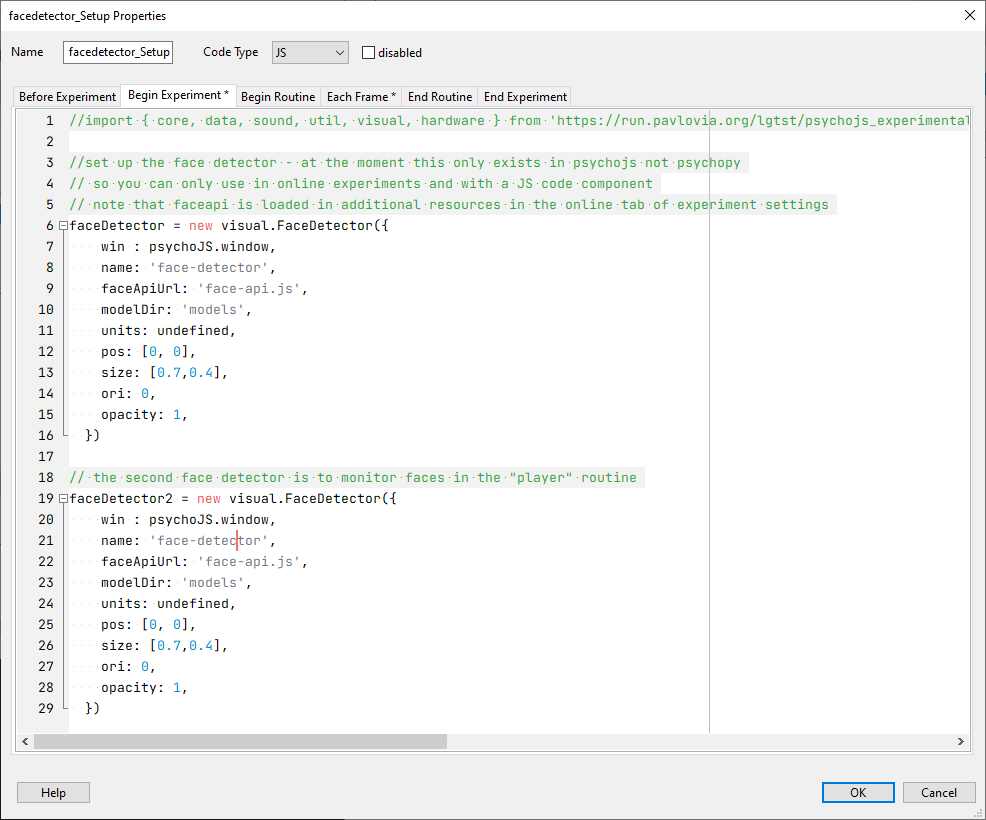 facedetector_Setup Properties
Name facedetector_Setup Code Type JS disabled
Before Experiment Begin Experiment * Begin Routine Each Frame * End Routine End Experiment
1 //import { core, data, sound, util, visual, hardware } from 'https://run.pavlovia.org/lgtst/psychojs_experimental
2
3 //set up the face detector - at the moment this only exists in psychojs not psychopy
4 // so you can only use in online experiments and with a JS code component
5 // note that faceapi is loaded in additional resources in the online tab of experiment settings
6 faceDetector = new visual.FaceDetector({
7 win : psychoJS.window,
8 name: 'face-detector',
9 faceApiUrl: 'face-api.js',
10 modelDir: 'models',
11 units: undefined,
12 pos: [0, 0],
13 size: [0.7,0.4],
14 ori: 0,
15 opacity: 1,
16 })
17
18 // the second face detector is to monitor faces in the "player" routine
19 faceDetector2 = new visual.FaceDetector({
20 win : psychoJS.window,
21 name: 'face-detector',
22 faceApiUrl: 'face-api.js',
23 modelDir: 'models',
24 units: undefined,
25 pos: [0, 0],
26 size: [0.7,0.4],
27 ori: 0,
28 opacity: 1,
29 })
Help OK Cancel